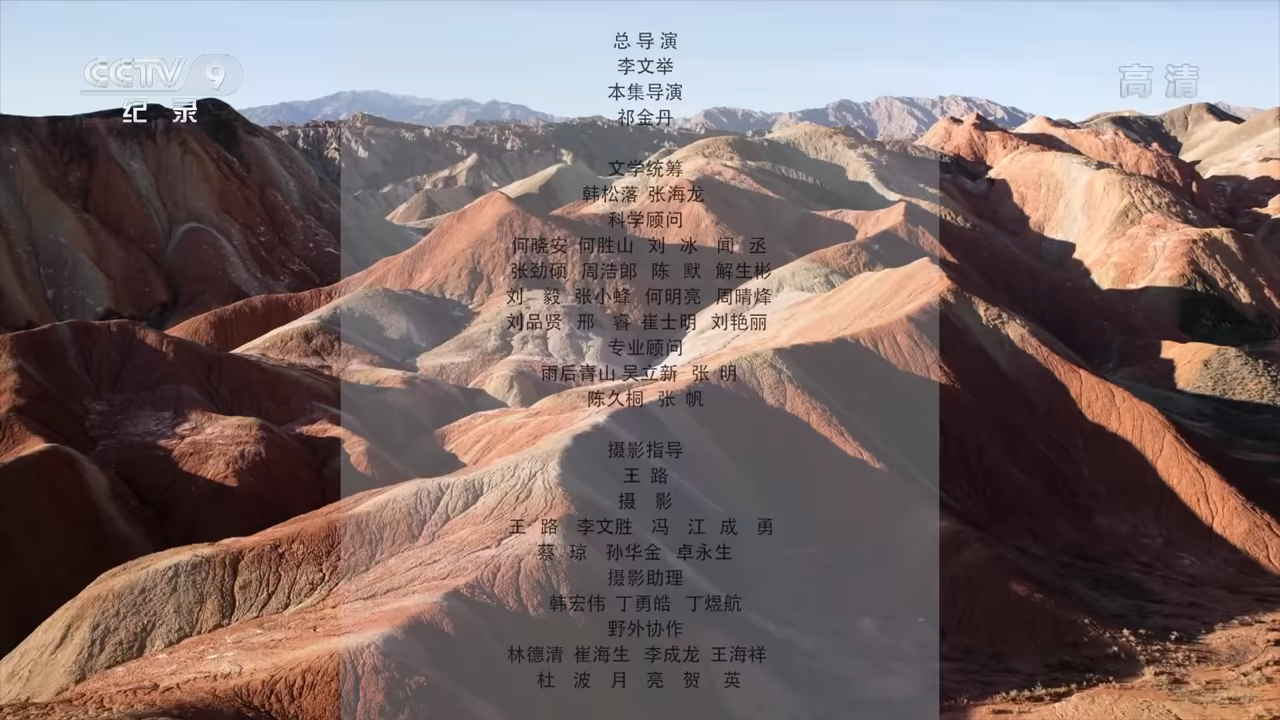 CCTV 9
纪录
高清
总导演
李文举
本集导演
祁金丹
文学统筹
韩松落 张海龙
科学顾问
何晓安 何胜山 刘 冰 闻 丞
张劲硕 周浩郎 陈 默 解生彬
刘 毅 张小蜂 何明亮 周晴烽
刘品贤 邢 睿 崔士明 刘艳丽
专业顾问
雨后青山 吴立新 张 明
陈久桐 张 帆
摄影指导
王 路
摄 影
王 路 李文胜 冯 江 成 勇
蔡 琼 孙华金 卓永生
摄影助理
韩宏伟 丁勇皓 丁煜航
野外协作
林德清 崔海生 李成龙 王海祥
杜 波 月 亮 贺 英